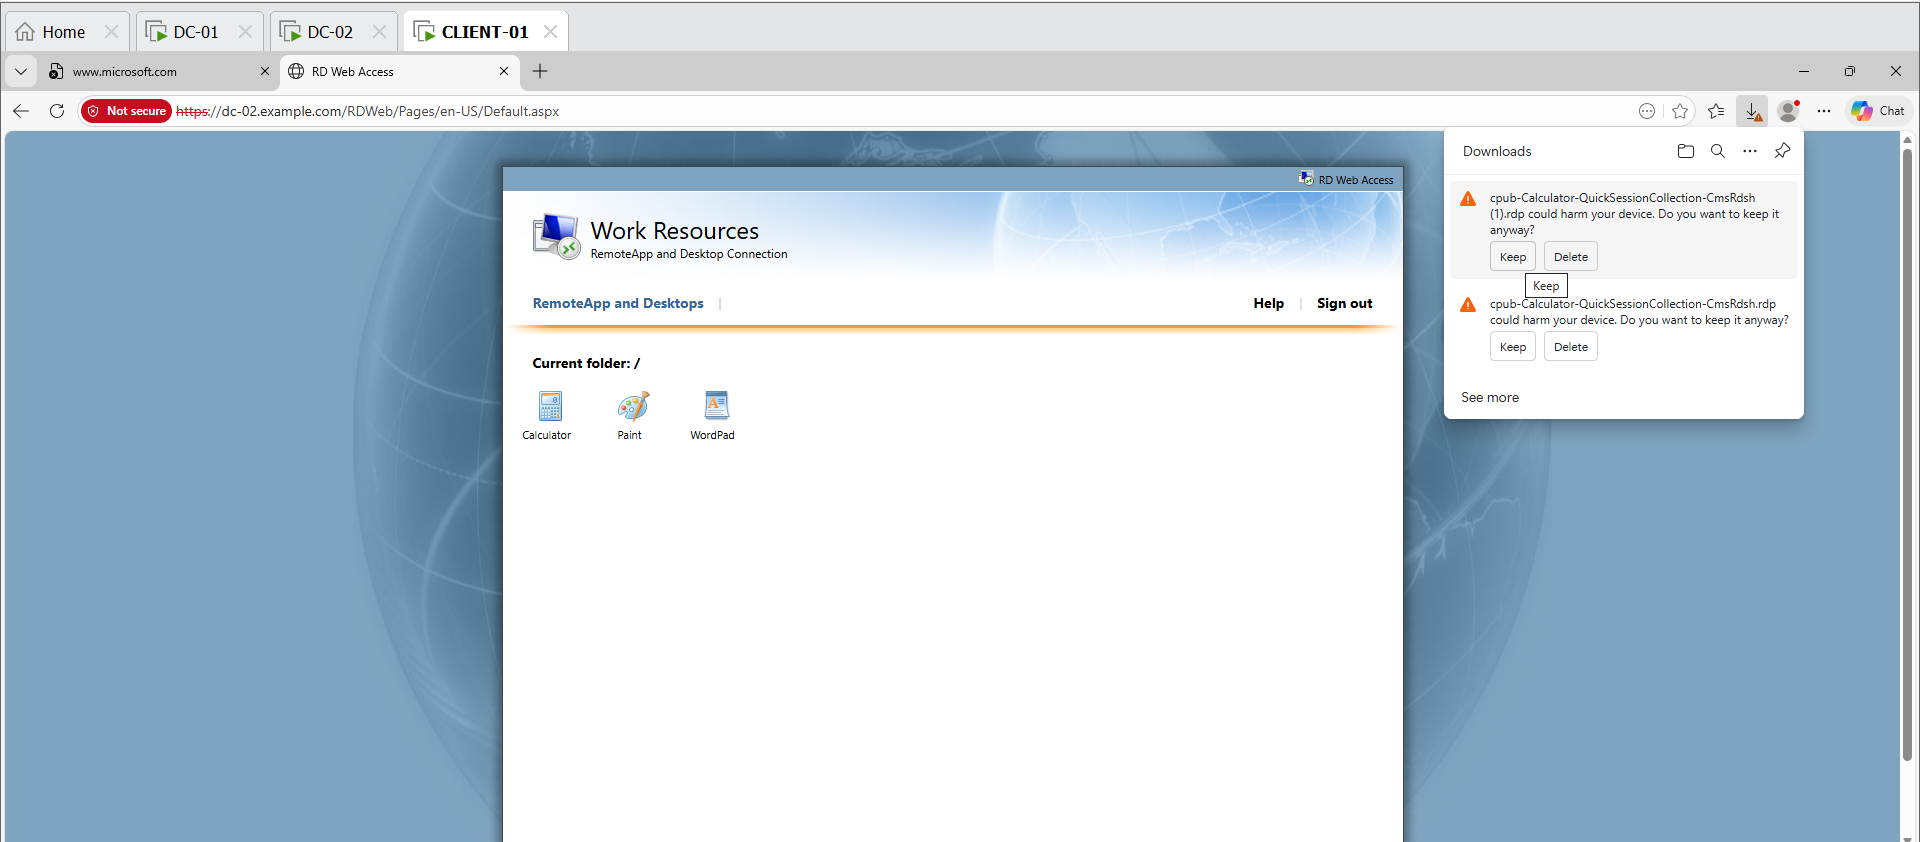 Home
DC-01
DC-02
CLIENT-01
www.microsoft.com
RD Web Access
Not secure
https://dc-02.example.com/RDWeb/Pages/en-US/Default.aspx
Chat
Downloads
cpub-Calculator-QuickSessionCollection-CmsRdsh
(1).rdp could harm your device. Do you want to keep it
anyway?
Keep
Delete
Keep
cpub-Calculator-QuickSessionCollection-CmsRdsh.rdp
could harm your device. Do you want to keep it anyway?
Keep
Delete
See more
RD Web Access
Work Resources
RemoteApp and Desktop Connection
RemoteApp and Desktops
Help
Sign out
Current folder: /
Calculator
Paint
WordPad